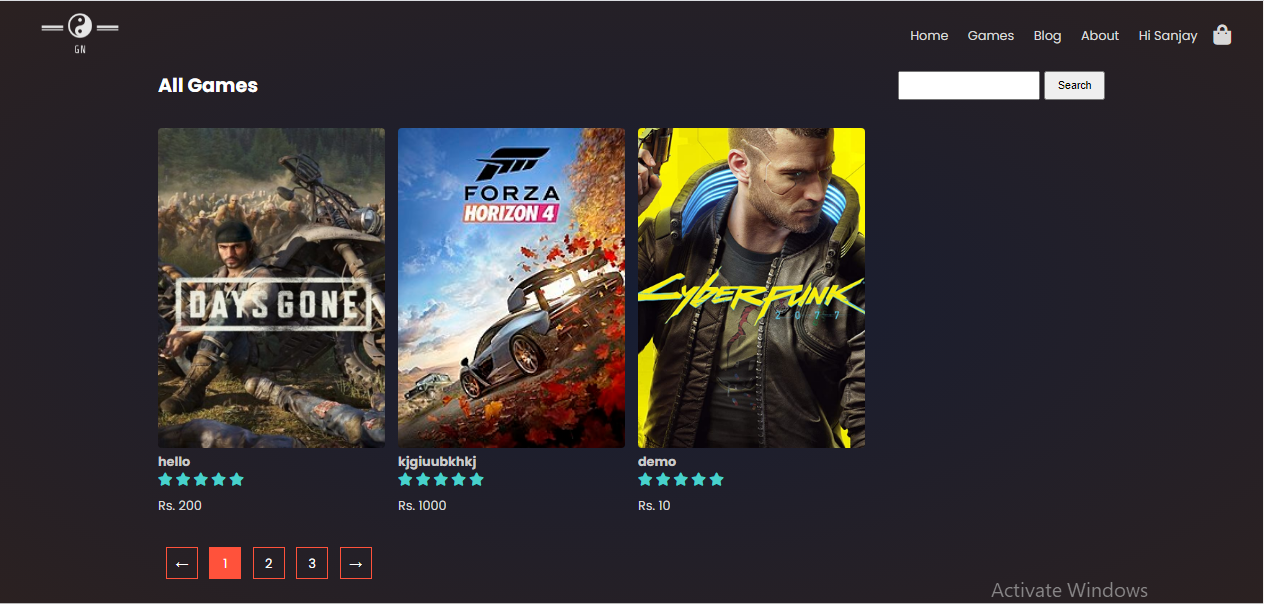 GN
Home Games Blog About Hi Sanjay
All Games
Search
DAYS GONE
FORZA
HORIZON 4
CYBERPUNK
2077
hello
kjgiuubkhkj
demo
Rs. 200
Rs. 1000
Rs. 10
← 1 2 3 →
Activate Windows